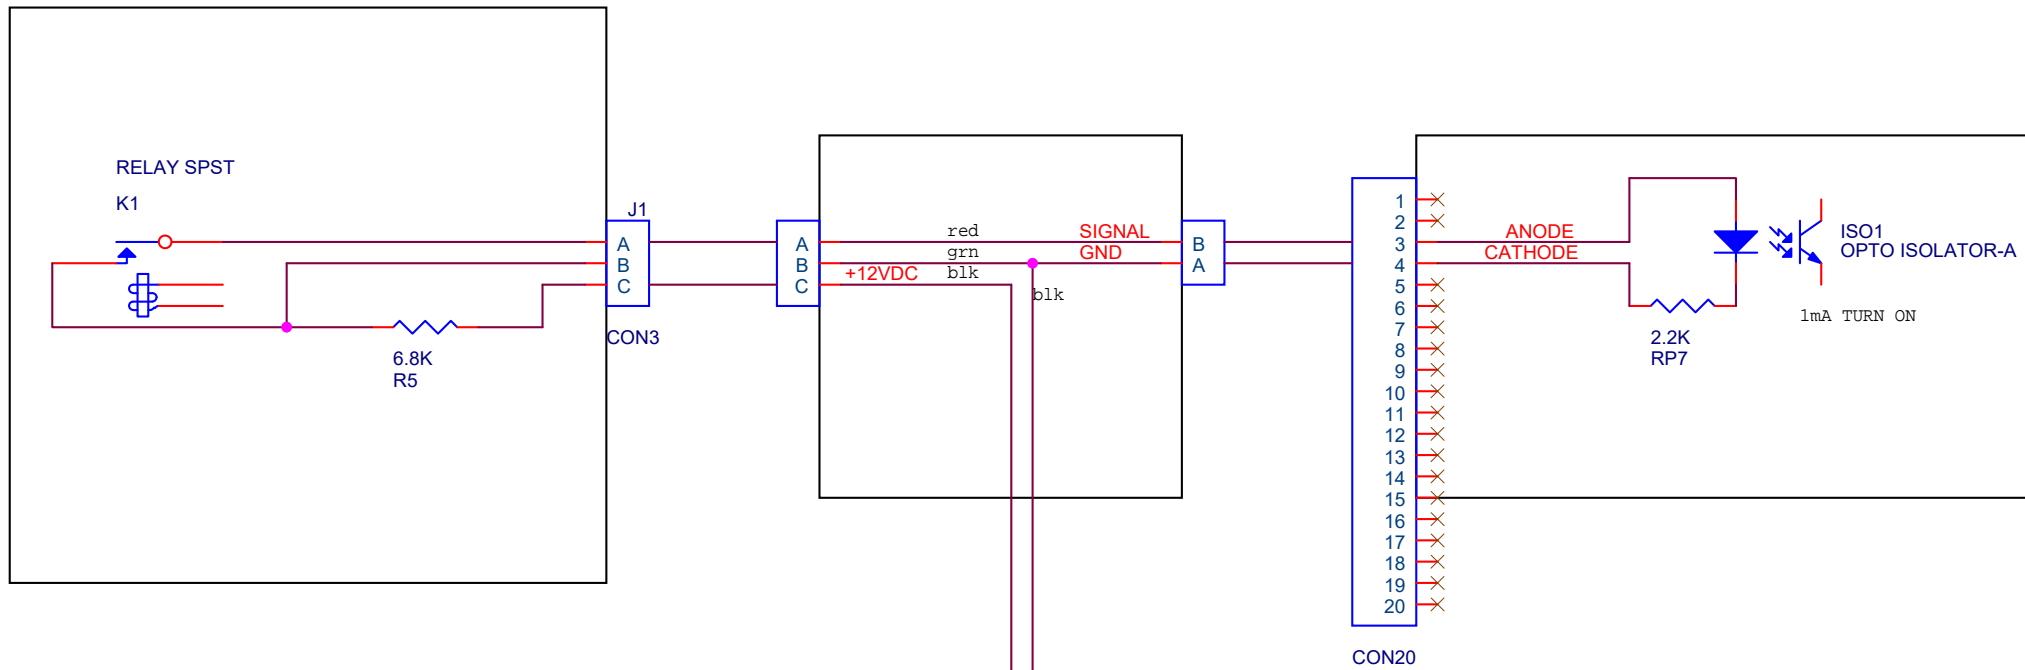 RELAY SPST
K1
6.8K
R5
J1
A
B
C
CON3
A
B
C
red
grn
blk
+12VDC
blk
SIGNAL
GND
B
A
1
2
3
4
5
6
7
8
9
10
11
12
13
14
15
16
17
18
19
20
CON20
ANODE
CATHODE
2.2K
RP7
ISO1
OPTO ISOLATOR-A
1mA TURN ON